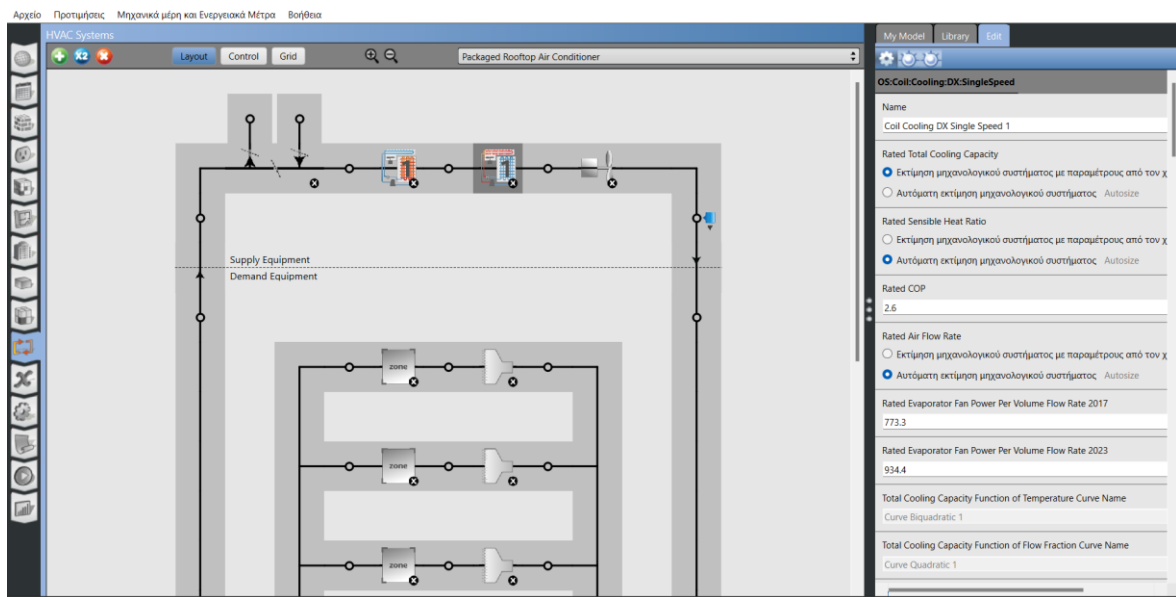 Αρχείο Προτιμήσεις Μηχανικά μέρη και Ενεργειακά Μέτρα Βοήθεια
HVAC Systems
X2
Layout Control Grid
Packaged Rooftop Air Conditioner
Supply Equipment
Demand Equipment
zone
zone
zone
My Model Library Edit
OS:Coil:Cooling:DX:SingleSpeed
Name
Coil Cooling DX Single Speed 1
Rated Total Cooling Capacity
Εκτίμηση μηχανολογικού συστήματος με παραμέτρους από τον χ
Αυτόματη εκτίμηση μηχανολογικού συστήματος Autosize
Rated Sensible Heat Ratio
Εκτίμηση μηχανολογικού συστήματος με παραμέτρους από τον χ
Αυτόματη εκτίμηση μηχανολογικού συστήματος Autosize
Rated COP
2.6
Rated Air Flow Rate
Εκτίμηση μηχανολογικού συστήματος με παραμέτρους από τον χ
Αυτόματη εκτίμηση μηχανολογικού συστήματος Autosize
Rated Evaporator Fan Power Per Volume Flow Rate 2017
773.3
Rated Evaporator Fan Power Per Volume Flow Rate 2023
934.4
Total Cooling Capacity Function of Temperature Curve Name
Curve Biquadratic 1
Total Cooling Capacity Function of Flow Fraction Curve Name
Curve Quadratic 1